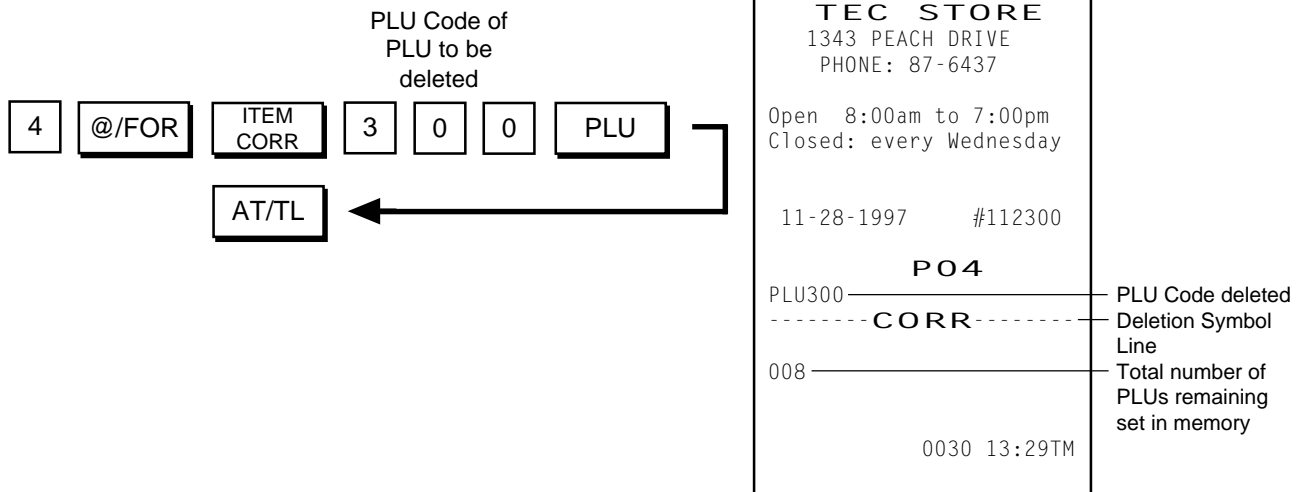 PLU Code of
PLU to be
deleted
4 @/FOR ITEM CORR 3 0 0 PLU
AT/TL
TEC STORE
1343 PEACH DRIVE
PHONE: 87-6437
Open 8:00am to 7:00pm
Closed: every Wednesday
11-28-1997 #112300
P04
PLU300 PLU Code deleted
--------CORR-------- Deletion Symbol
Line
008 Total number of
PLUs remaining
set in memory
0030 13:29TM